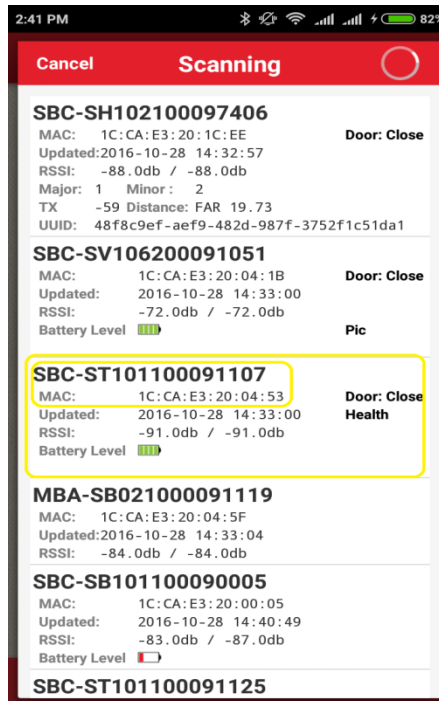 2:41 PM 82%
Cancel Scanning
SBC-SH102100097406
MAC: 1C:CA:E3:20:1C:EE Door: Close
Updated:2016-10-28 14:32:57
RSSI: -88.0db / -88.0db
Major: 1 Minor : 2
TX -59 Distance: FAR 19.73
UUID: 48f8c9ef-aef9-482d-987f-3752f1c51da1
SBC-SV106200091051
MAC: 1C:CA:E3:20:04:1B Door: Close
Updated: 2016-10-28 14:33:00
RSSI: -72.0db / -72.0db
Battery Level Pic
SBC-ST101100091107
MAC: 1C:CA:E3:20:04:53 Door: Close
Updated: 2016-10-28 14:33:00 Health
RSSI: -91.0db / -91.0db
Battery Level
MBA-SB021000091119
MAC: 1C:CA:E3:20:04:5F
Updated:2016-10-28 14:33:04
RSSI: -84.0db / -84.0db
SBC-SB101100090005
MAC: 1C:CA:E3:20:00:05
Updated: 2016-10-28 14:40:49
RSSI: -83.0db / -87.0db
Battery Level
SBC-ST101100091125